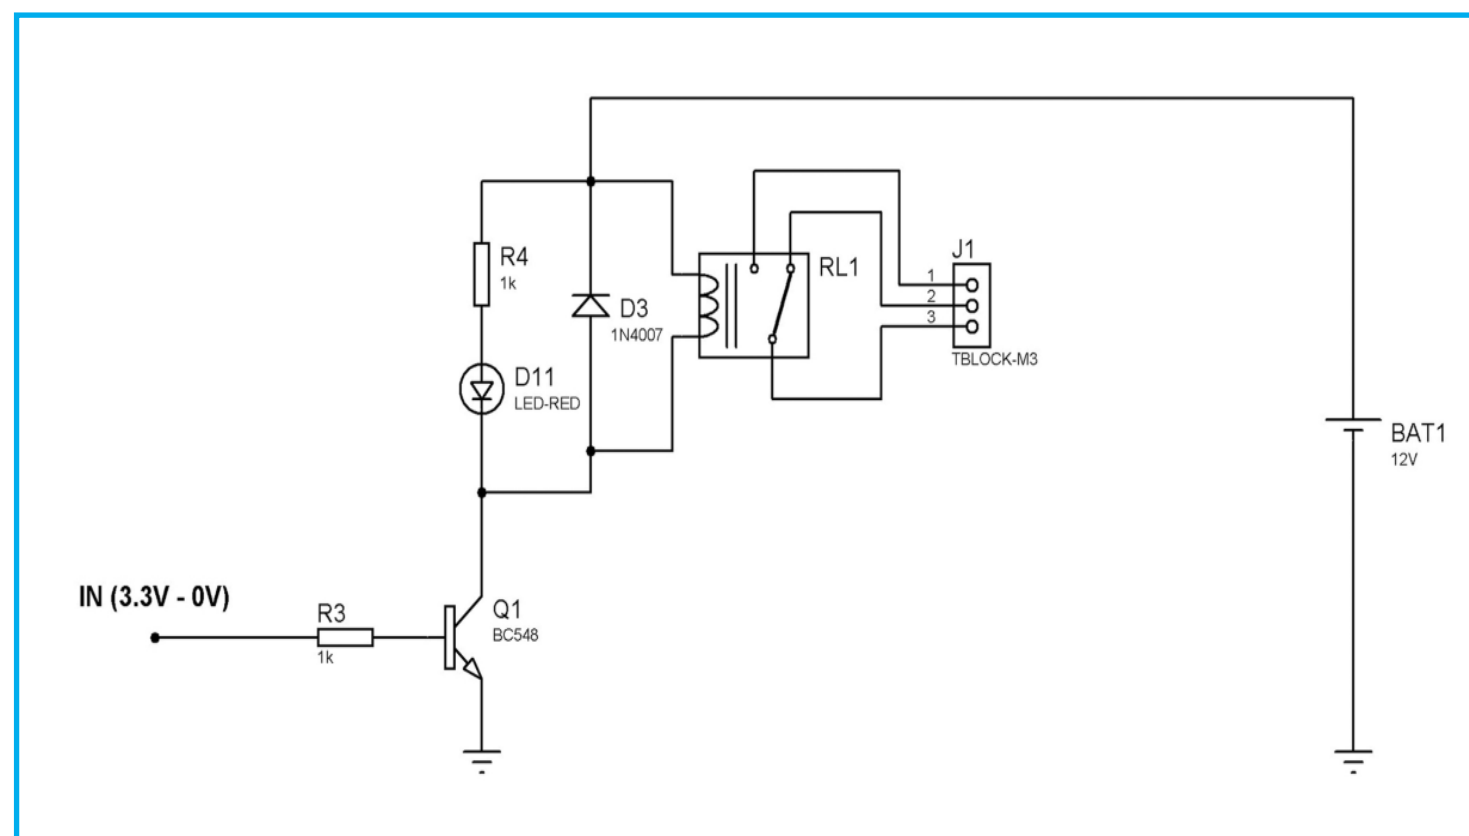 R4
1k
D3
1N4007
RL1
J1
1
2
3
TBLOCK-M3
D11
LED-RED
BAT1
12V
IN (3.3V - 0V)
R3
1k
Q1
BC548